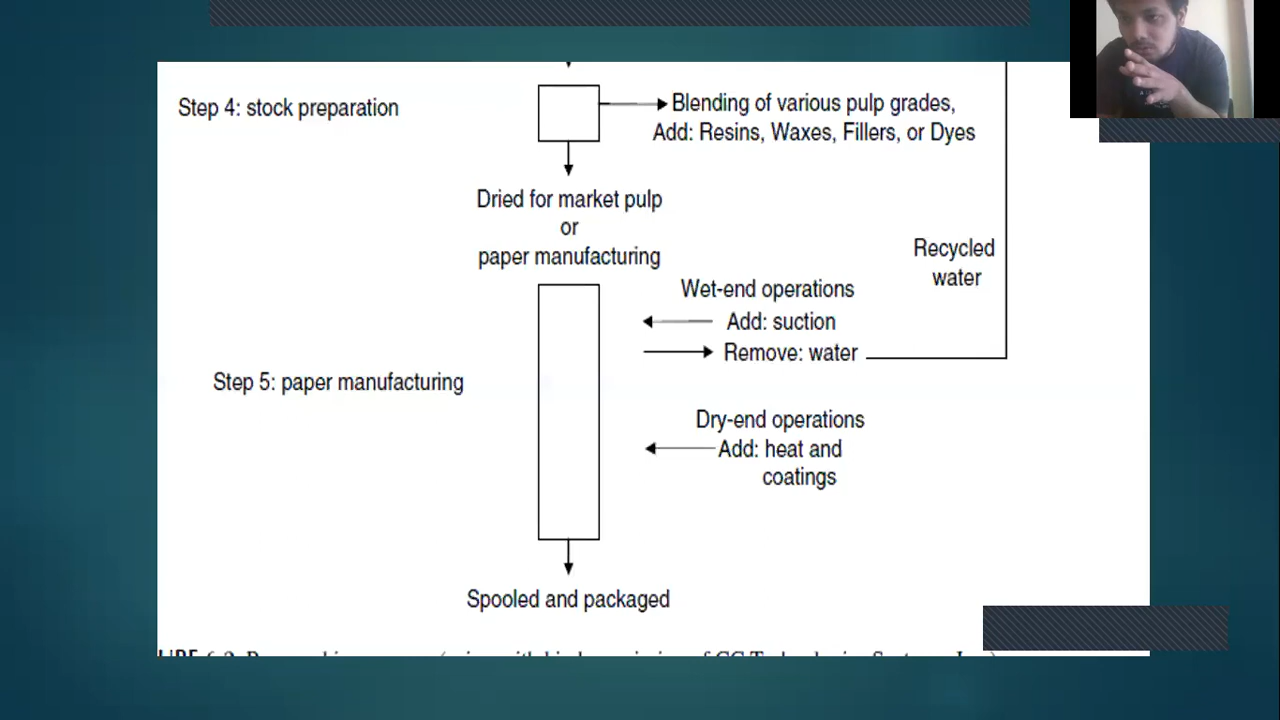 Step 4: stock preparation
Blending of various pulp grades,
Add: Resins, Waxes, Fillers, or Dyes
Dried for market pulp
or
paper manufacturing
Recycled
water
Wet-end operations
Add: suction
Remove: water
Step 5: paper manufacturing
Dry-end operations
Add: heat and
coatings
Spooled and packaged